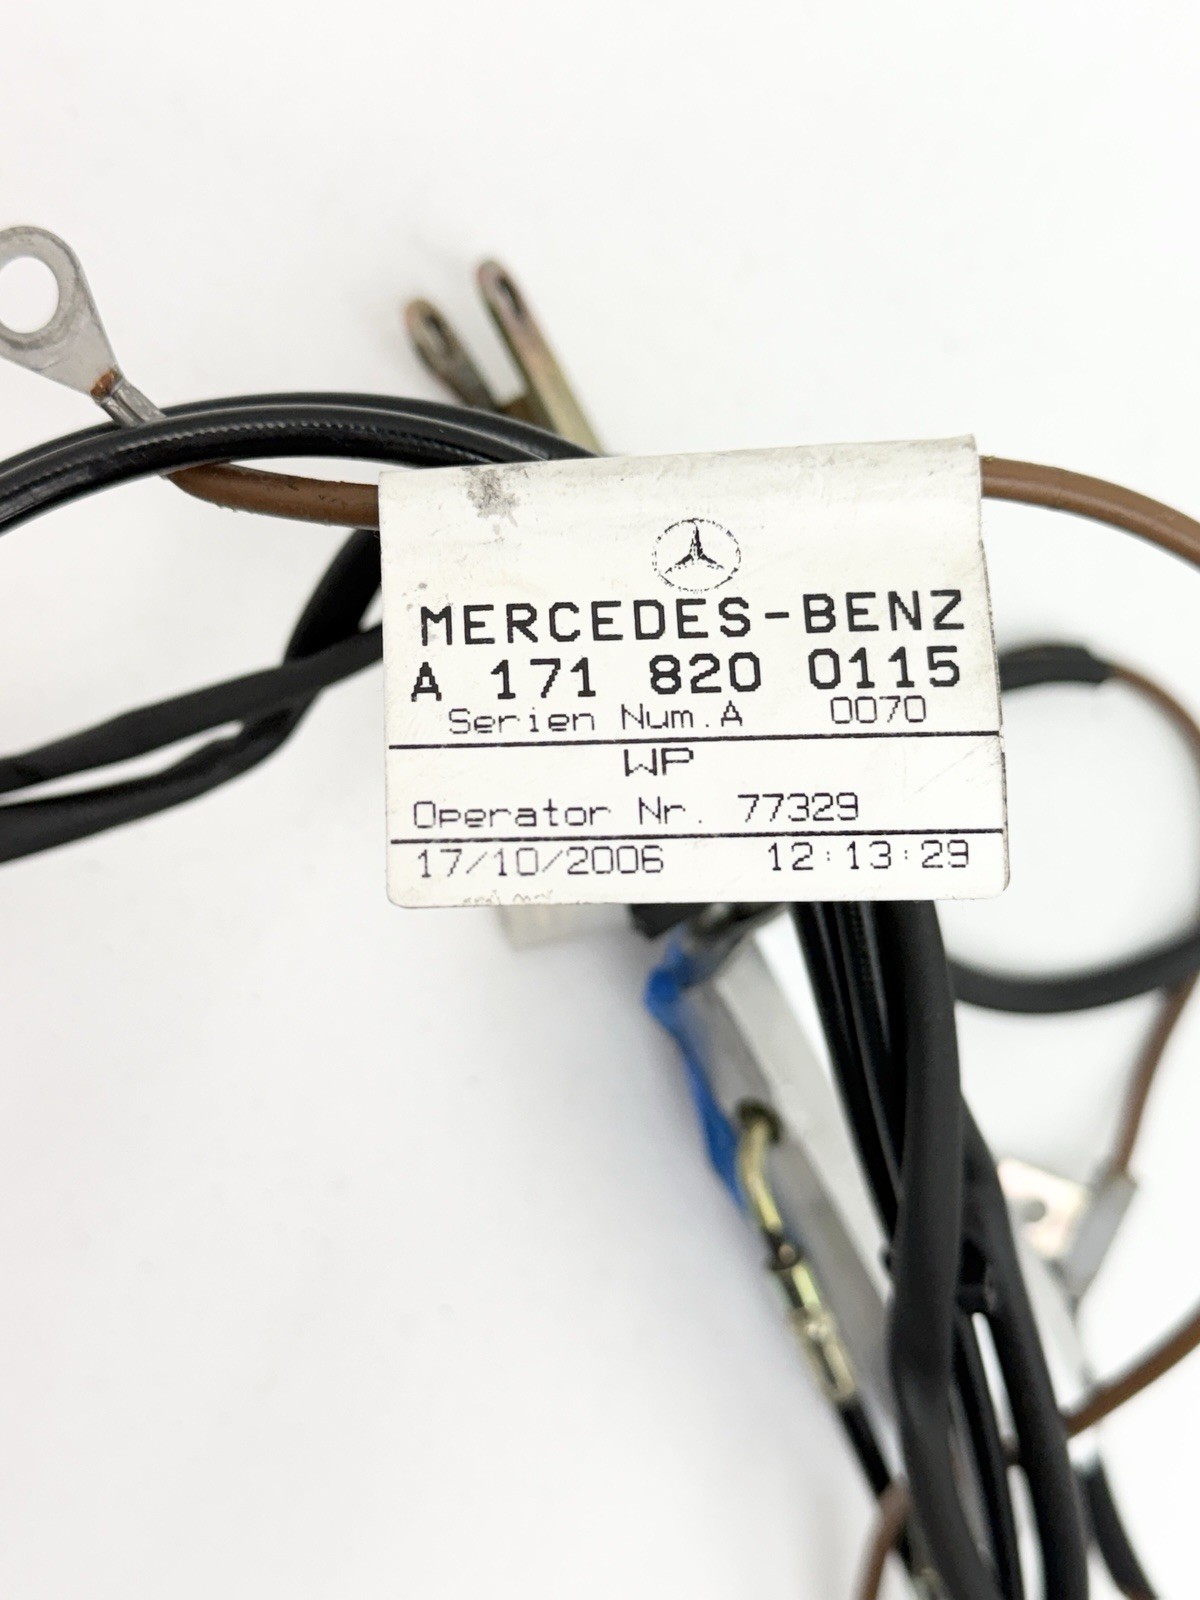 MERCEDES-BENZ
A 171 820 0115
Serien Num.A 0070
WP
Operator Nr. 77329
17/10/2006 12:13:29